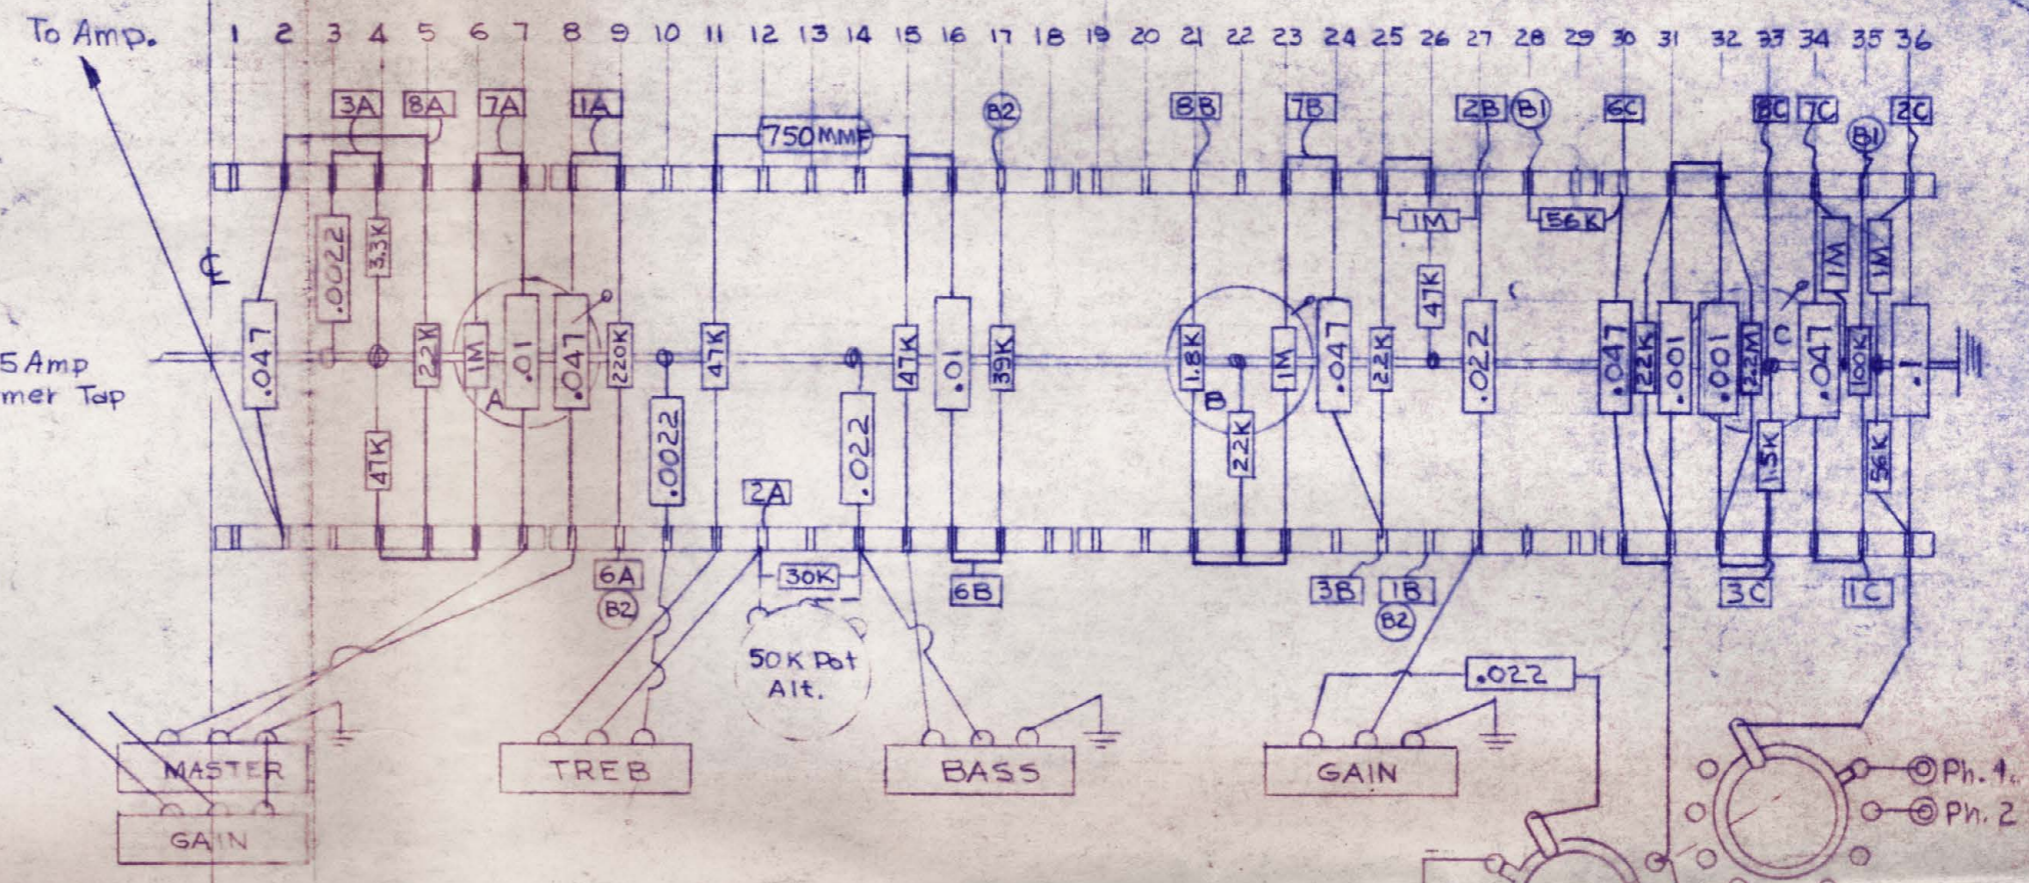 To Amp.
1 2 3 4 5 6 7 8 9 10 11 12 13 14 15 16 17 18 19 20 21 22 23 24 25 26 27 28 29 30 31 32 33 34 35 36
3A 8A 7A 1A B2 8B 7B 2B B1 6C 8C 7C 2C
750MMF B1
1M 56K
.0022 3.3K 47K 1M 1M
5 Amp
mer Tap
.047 22K 1M .01 .047 220K 47K 47K .01 39K 1.8K 1M .047 22K .022 .047 22K .001 .001 2.2M C .047 100K .1
A B
47K .0022 .022 22K 1.5K 56K
2A
6A 30K 6B 3B 1B 3C 1C
B2 B2
50K Pot
Alt.
.022
MASTER TREB BASS GAIN Ph. 1
Ph. 2
GAIN